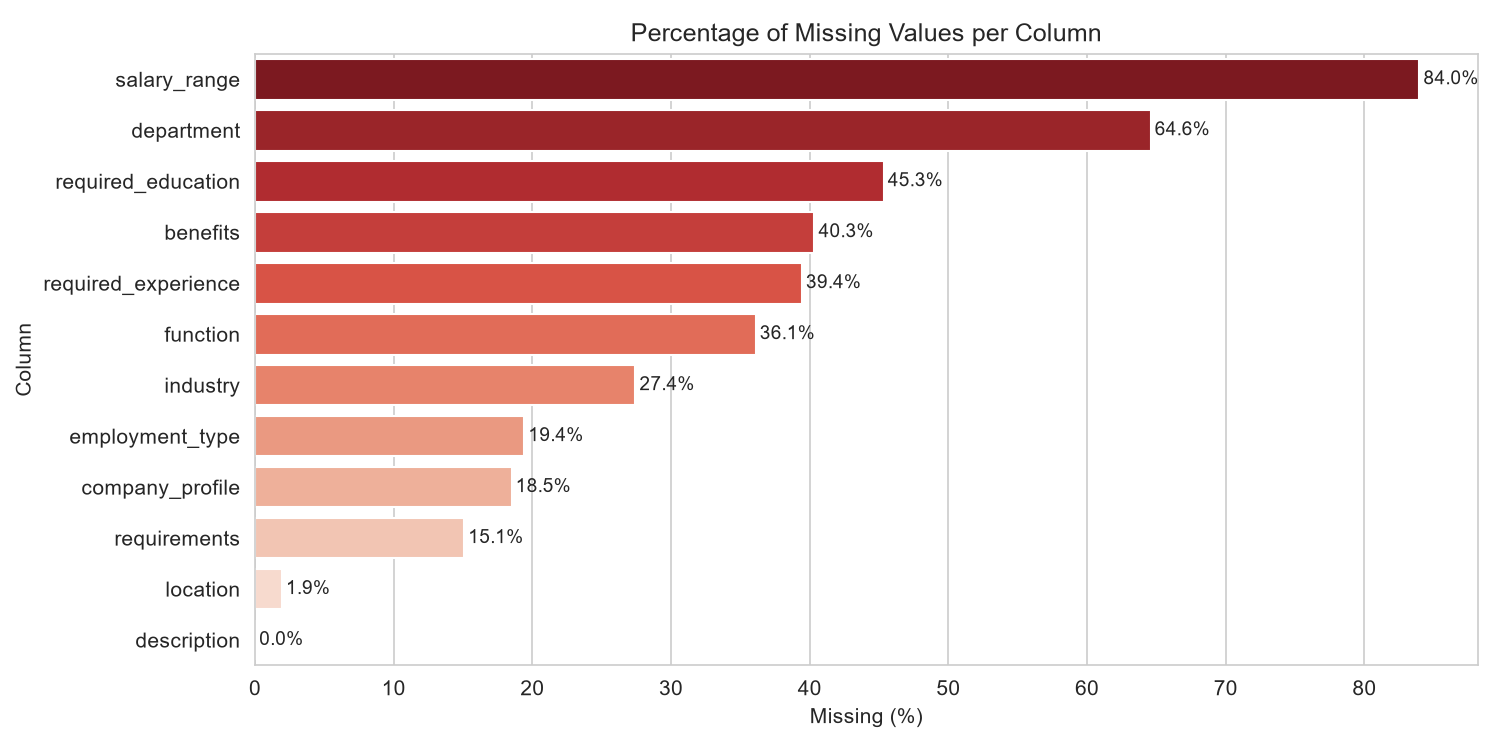 Percentage of Missing Values per Column
salary_range 84.0%
department 64.6%
required_education 45.3%
benefits 40.3%
required_experience 39.4%
function 36.1%
industry 27.4%
employment_type 19.4%
company_profile 18.5%
requirements 15.1%
location 1.9%
description 0.0%
Column
0 10 20 30 40 50 60 70 80
Missing (%)